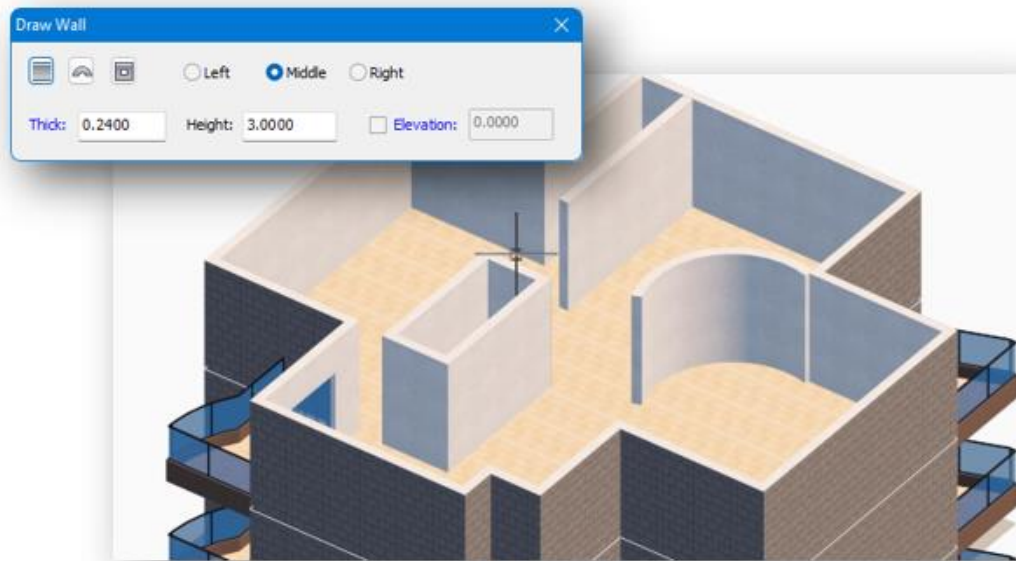 Draw Wall
Left Middle Right
Thick: 0.2400 Height: 3.0000 Elevation: 0.0000